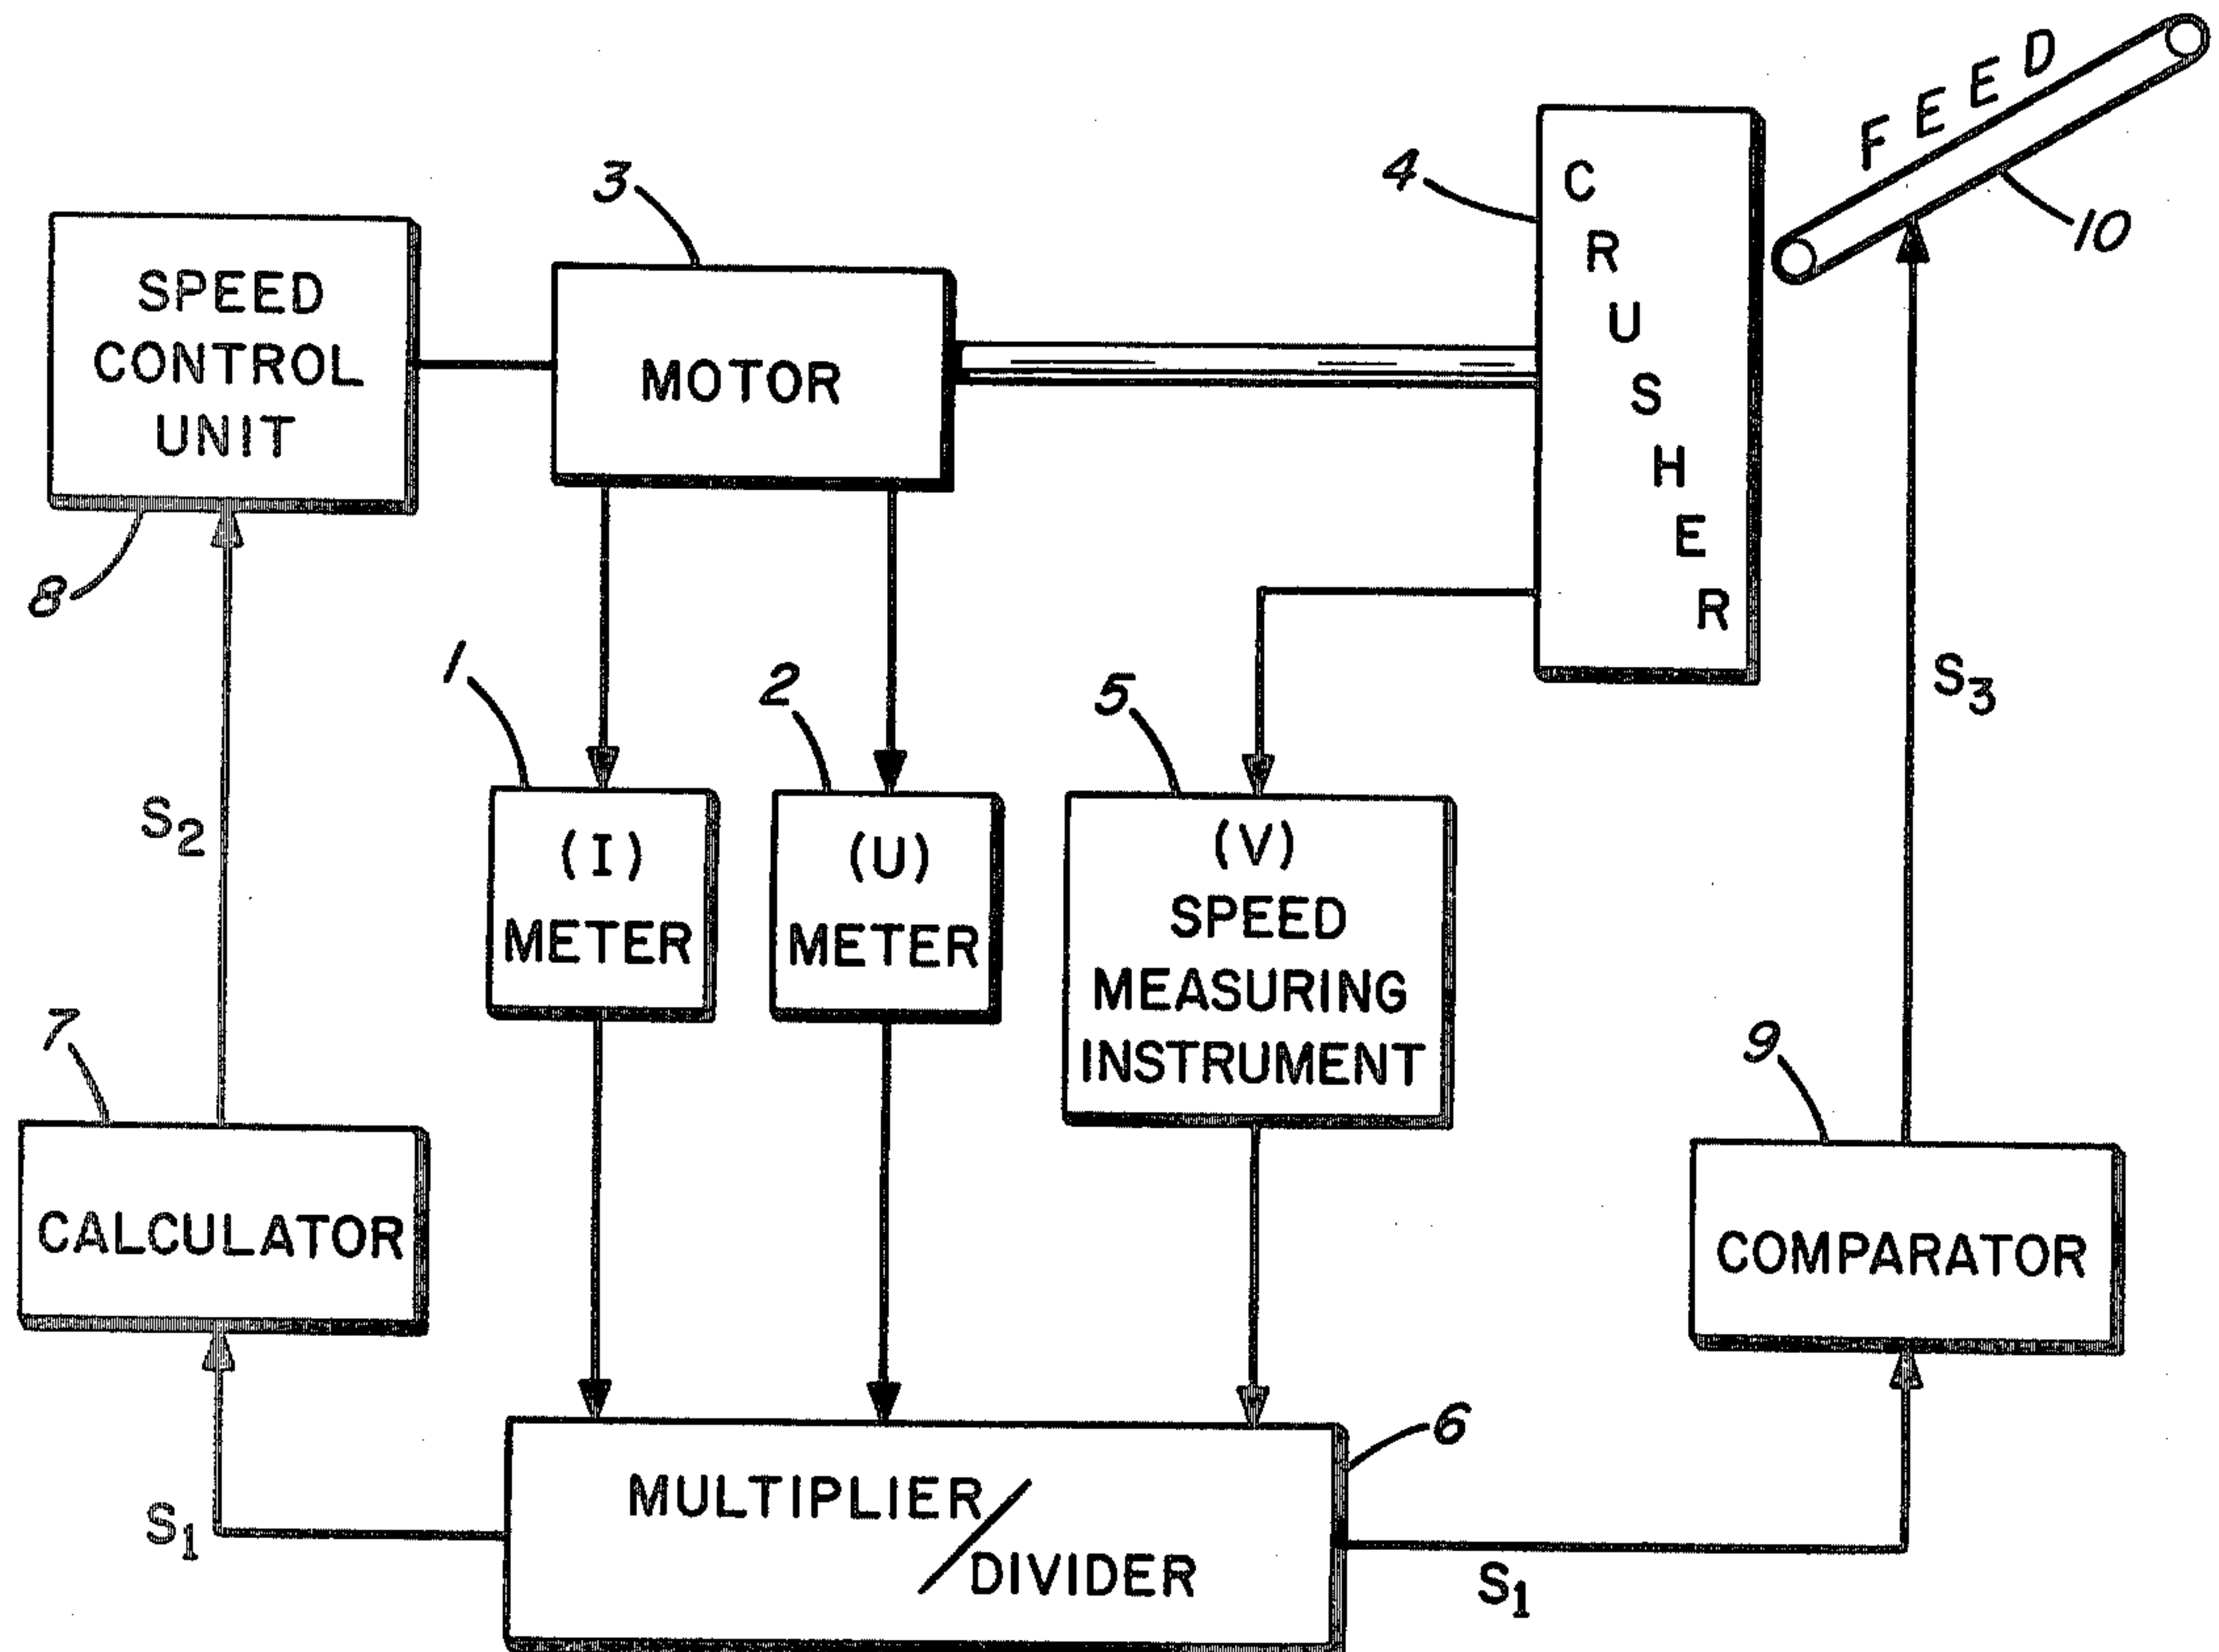 FEED
10
3
4
CRUSHER
SPEED
CONTROL
UNIT
MOTOR
8
1
2
5
S3
S2
(I)
METER
(U)
METER
(V)
SPEED
MEASURING
INSTRUMENT
7
9
CALCULATOR
COMPARATOR
6
MULTIPLIER/
DIVIDER
S1
S1